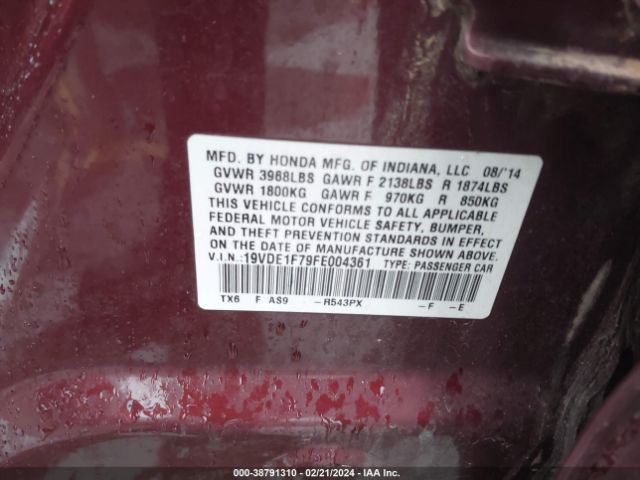 MFD. BY HONDA MFG. OF INDIANA, LLC 08/'14
GVWR 3968LBS GAWR F 2138LBS R 1874LBS
GVWR 1800KG GAWR F 970KG R 850KG
THIS VEHICLE CONFORMS TO ALL APPLICABLE
FEDERAL MOTOR VEHICLE SAFETY, BUMPER,
AND THEFT PREVENTION STANDARDS IN EFFECT
ON THE DATE OF MANUFACTURE SHOWN ABOVE.
V.I.N.:19VDE1F79FE004361 TYPE: PASSENGER CAR
TX6 F AS9 -R543PX -F -E
000-38791310 - 02/21/2024 - IAA Inc.